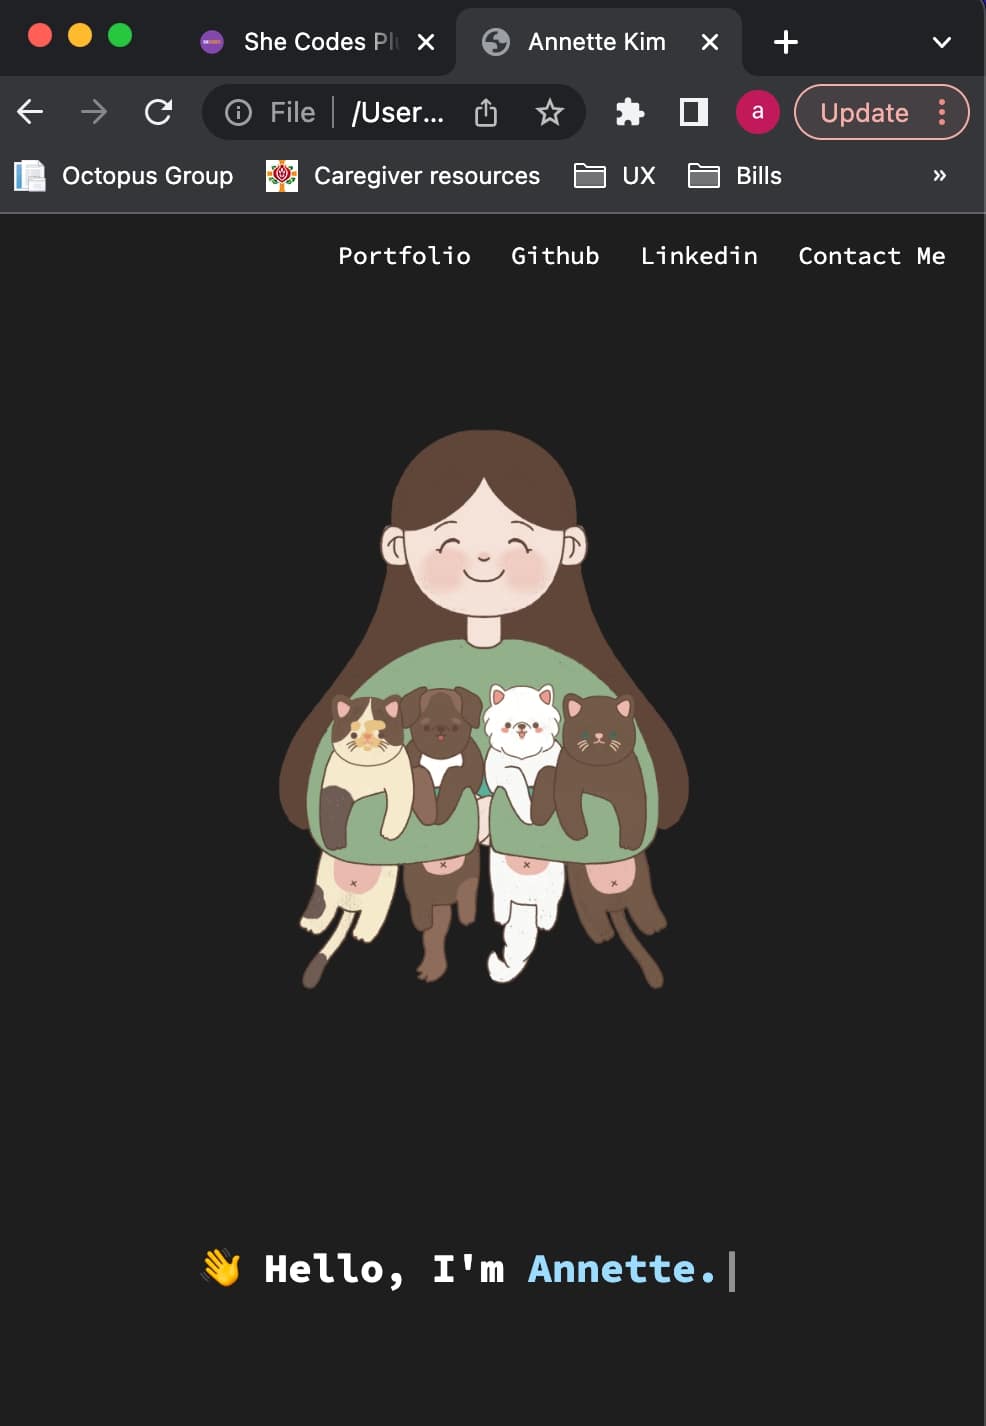 She Codes Pl
Annette Kim
File
/User...
a
Update
Octopus Group
Caregiver resources
UX
Bills
»
Portfolio
Github
Linkedin
Contact Me
👋 Hello, I'm Annette.